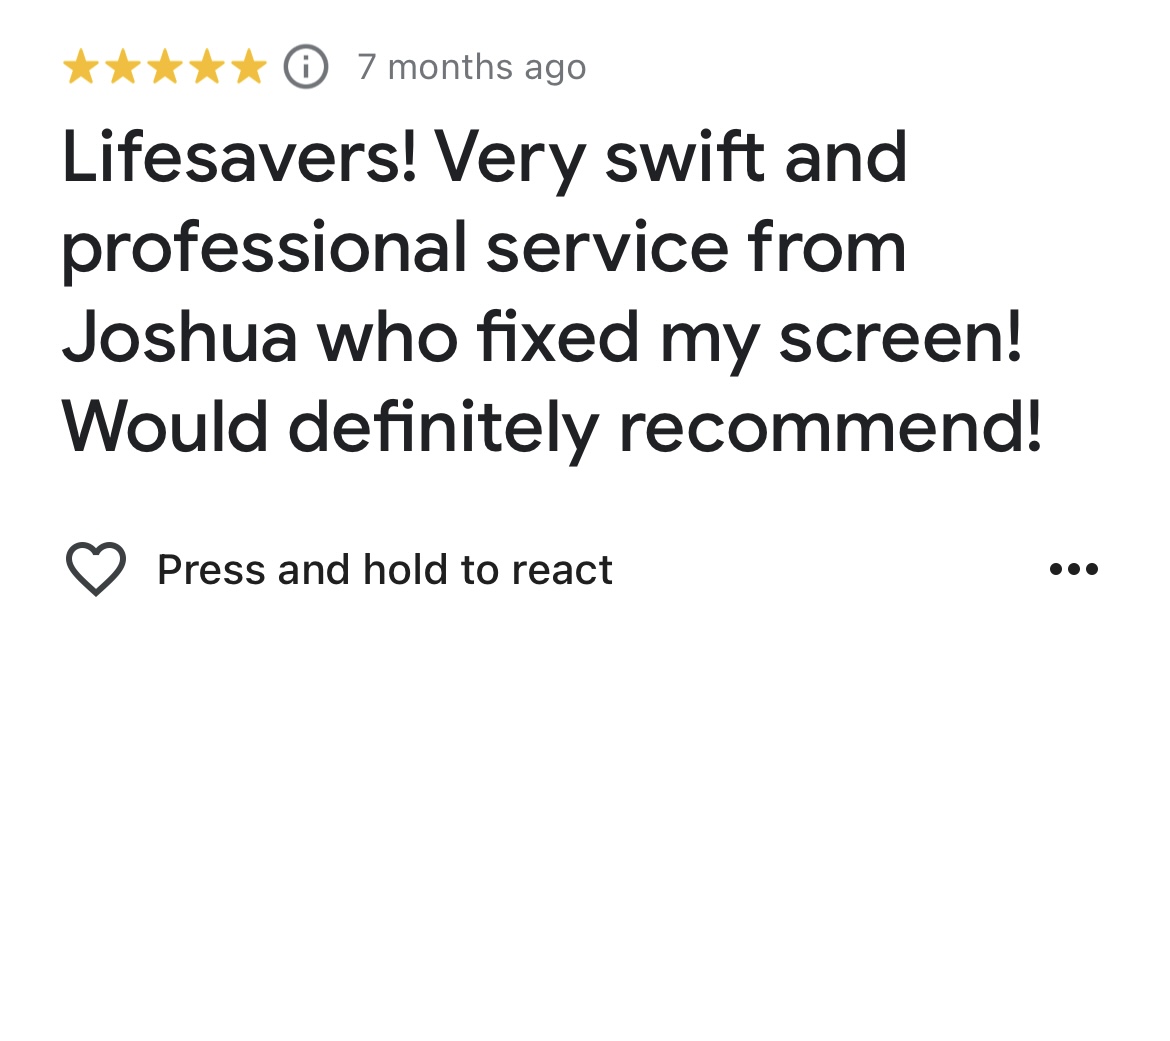 7 months ago
Lifesavers! Very swift and
professional service from
Joshua who fixed my screen!
Would definitely recommend!
Press and hold to react